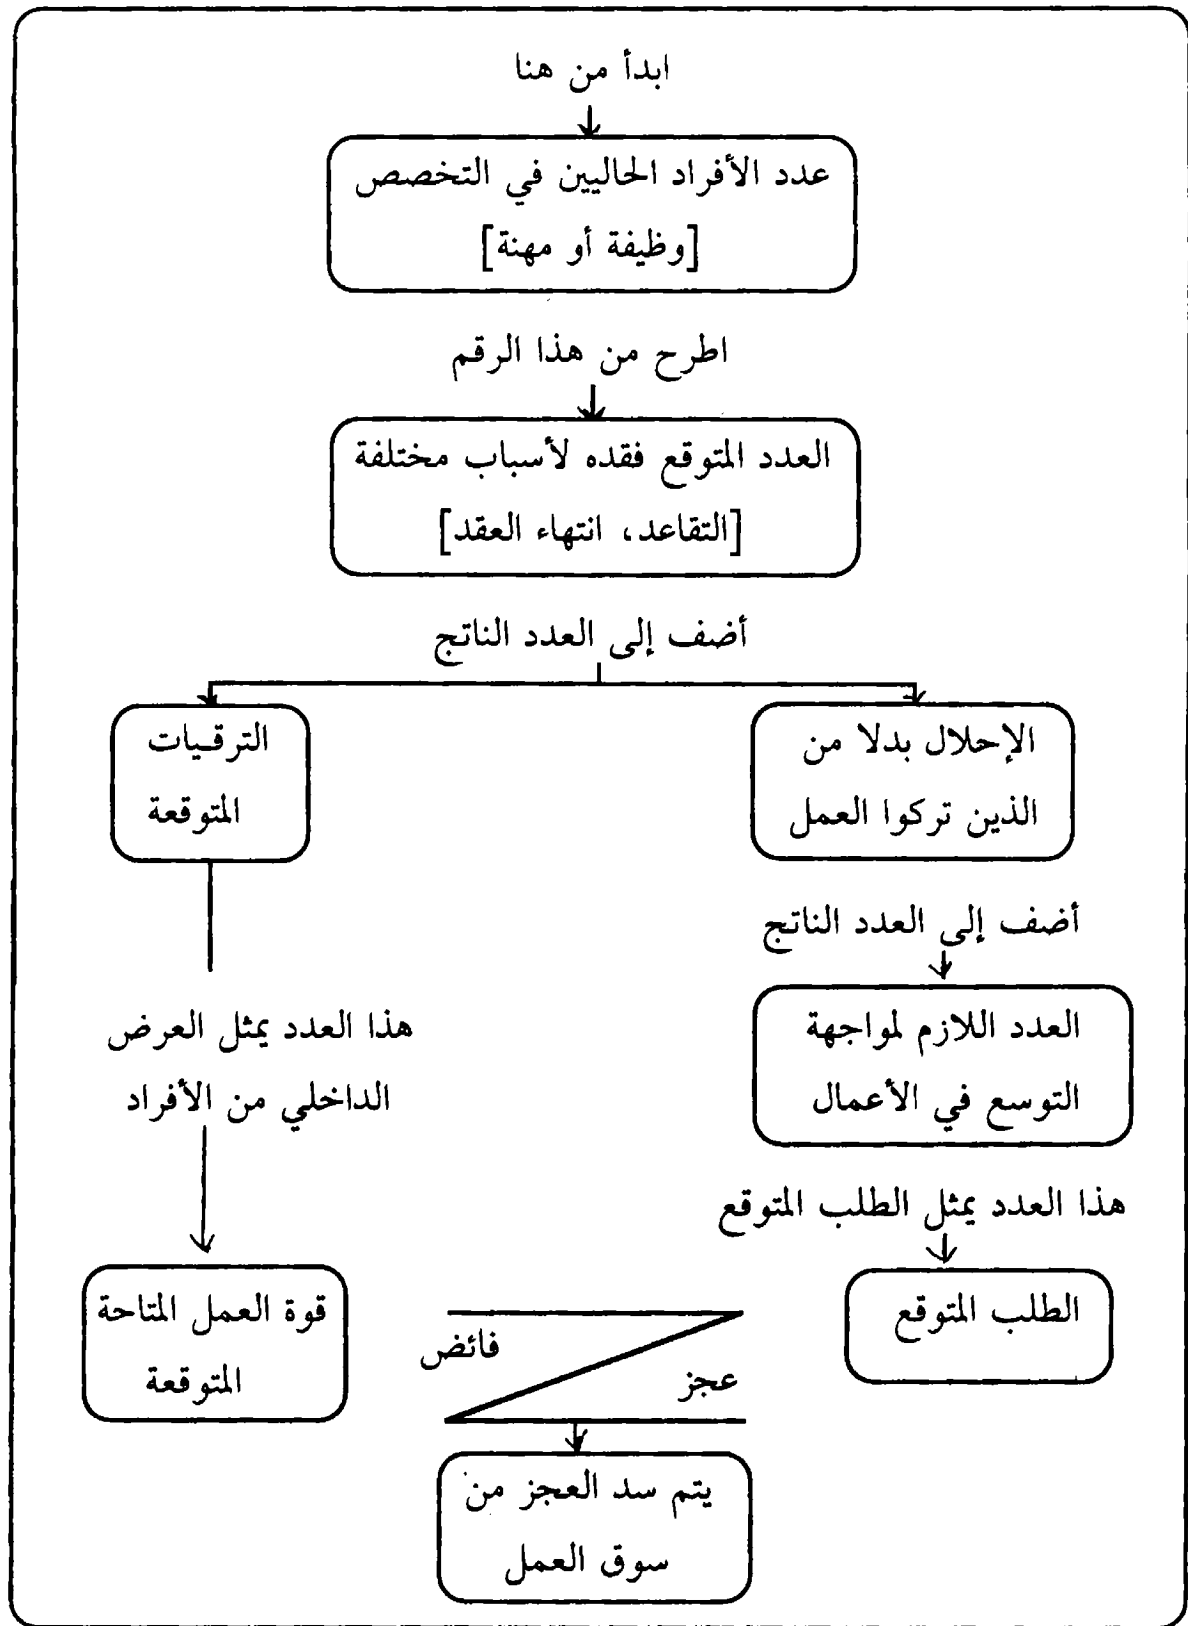 ابدأ من هنا
عدد الأفراد الحاليين في التخصص
[وظيفة أو مهنة]
اطرح من هذا الرقم
العدد المتوقع فقده لأسباب مختلفة
[التقاعد، انتهاء العقد]
أضف إلى العدد الناتج
الإحلال بدلا من
الذين تركوا العمل
الترقيات
المتوقعة
أضف إلى العدد الناتج
العدد اللازم لمواجهة
التوسع في الأعمال
هذا العدد يمثل العرض
الداخلي من الأفراد
هذا العدد يمثل الطلب المتوقع
الطلب المتوقع
فائض
عجز
قوة العمل المتاحة
المتوقعة
يتم سد العجز من
سوق العمل